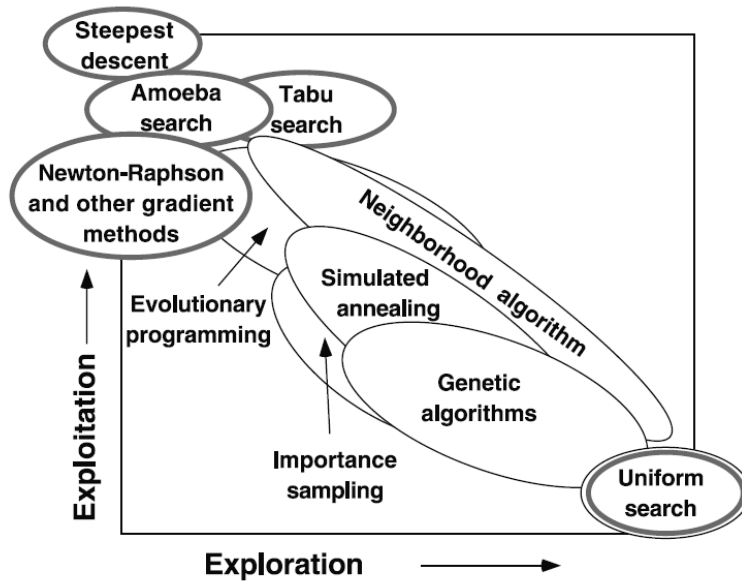 Steepest
descent
Amoeba
search
Tabu
search
Newton-Raphson
and other gradient
methods
Neighborhood algorithm
Simulated
annealing
Evolutionary
programming
Genetic
algorithms
Importance
sampling
Uniform
search
Exploitation
Exploration